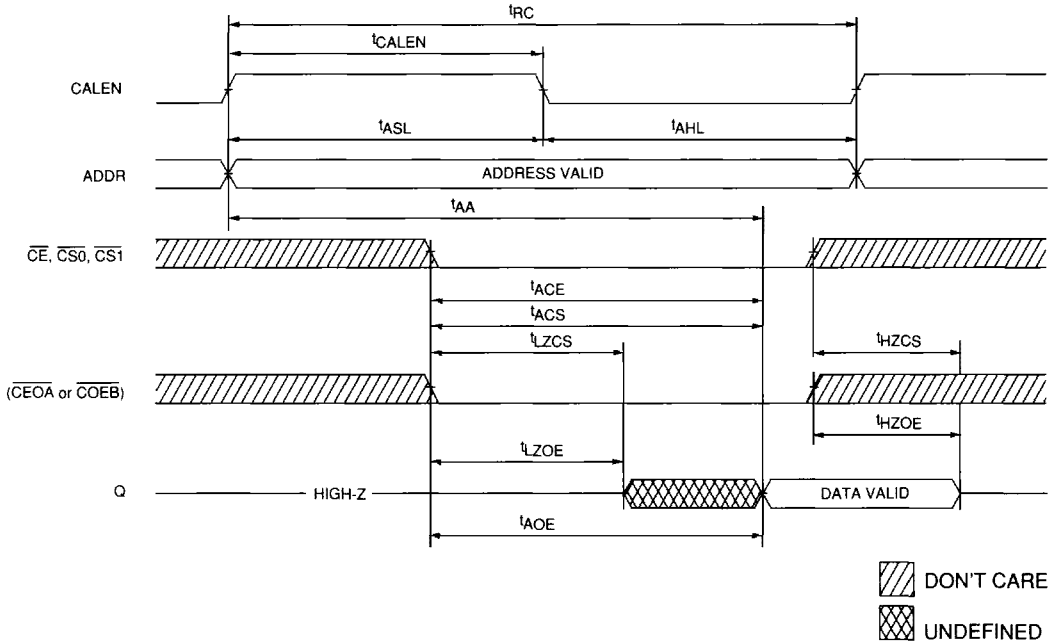 tRC
tCALEN
CALEN
tASL
tAHL
ADDR
ADDRESS VALID
tAA
CE, CS0, CS1
tACE
tACS
tLZCS
tHZCS
(CEOA or COEB)
tHZOE
tLZOE
Q
HIGH-Z
DATA VALID
tAOE
DON'T CARE
UNDEFINED